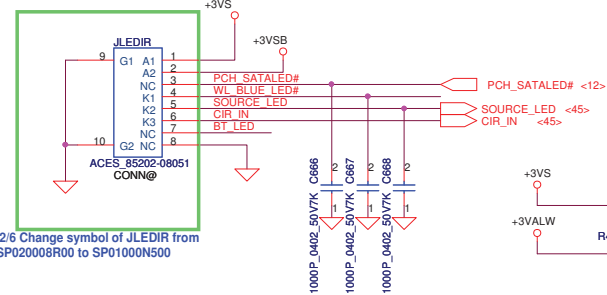 +3VS
+3VSB
JLEDIR
9 G1 A1 1
A2 2
NC 3 PCH_SATALED#
K1 4 WL_BLUE_LED#
K2 5 SOURCE_LED
K3 6 CIR_IN
NC 7 BT_LED
10 G2 NC 8
ACES_85202-08051
CONN@
PCH_SATALED# <12>
SOURCE_LED <45>
CIR_IN <45>
2/6 Change symbol of JLEDIR from
SP020008R00 to SP01000N500
1000P_0402_50V7K C666
2
1
1000P_0402_50V7K C667
2
1
1000P_0402_50V7K C668
2
1
+3VS
+3VALW